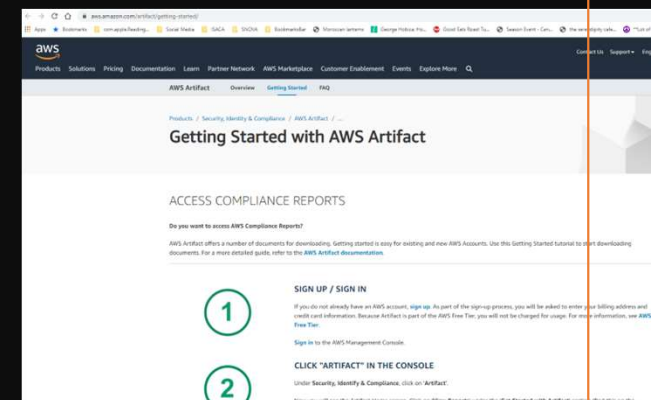 aws.amazon.com/artifact/getting-started/
Apps Bookmarks com.apple.feeding... Social Media ISACA Bookmarks Bar Moroccan lanterns
aws
Contact Us Support
Products Solutions Pricing Documentation Learn Partner Network AWS Marketplace Customer Enablement Events Explore More
AWS Artifact Overview Getting Started FAQ
Products / Security, Identity & Compliance / AWS Artifact / ...
Getting Started with AWS Artifact
ACCESS COMPLIANCE REPORTS
Do you want to access AWS Compliance Reports?
AWS Artifact offers a number of documents for downloading. Getting started is easy for existing and new AWS Accounts. Use this Getting Started tutorial to start downloading
documents. For a more detailed guide, refer to the AWS Artifact documentation.
1
SIGN UP / SIGN IN
If you do not already have an AWS account, sign up. As part of the sign-up process, you will be asked to enter your billing address and
credit card information. Because Artifact is part of the AWS Free Tier, you will not be charged for usage. For more information, see AWS
Free Tier.
Sign in to the AWS Management Console.
2
CLICK "ARTIFACT" IN THE CONSOLE
Under Security, Identify & Compliance, click on 'Artifact'.